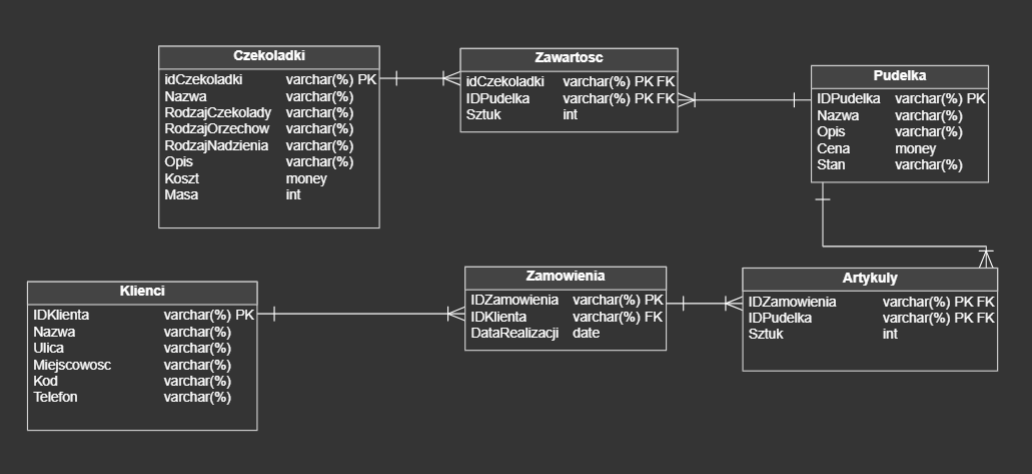 Czekoladki
idCzekoladki varchar(%) PK
Nazwa varchar(%)
RodzajCzekolady varchar(%)
RodzajOrzechow varchar(%)
RodzajNadzienia varchar(%)
Opis varchar(%)
Koszt money
Masa int
Zawartosc
idCzekoladki varchar(%) PK FK
IDPudelka varchar(%) PK FK
Sztuk int
Pudelka
IDPudelka varchar(%) PK
Nazwa varchar(%)
Opis varchar(%)
Cena money
Stan varchar(%)
Klienci
IDKlienta varchar(%) PK
Nazwa varchar(%)
Ulica varchar(%)
Miejscowosc varchar(%)
Kod varchar(%)
Telefon varchar(%)
Zamowienia
IDZamowienia varchar(%) PK
IDKlienta varchar(%) FK
DataRealizacji date
Artykuly
IDZamowienia varchar(%) PK FK
IDPudelka varchar(%) PK FK
Sztuk int